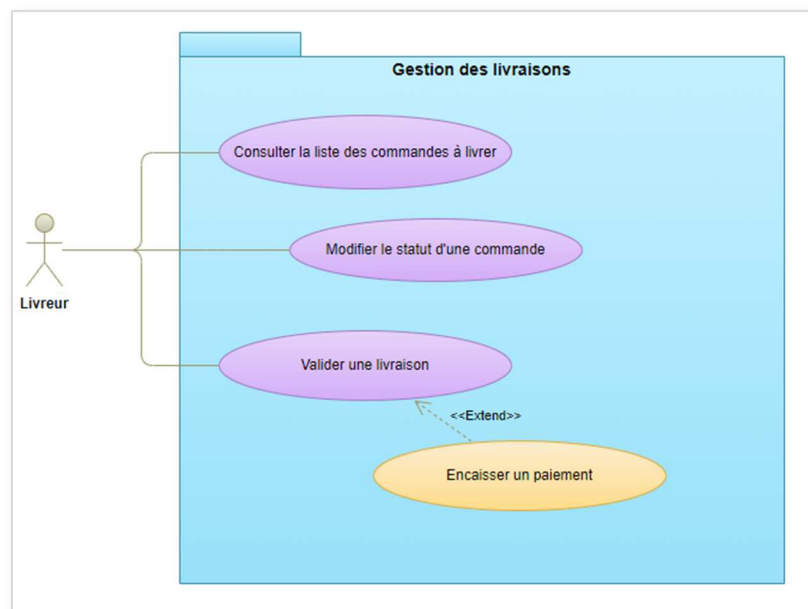 Gestion des livraisons
Consulter la liste des commandes à livrer
Modifier le statut d'une commande
Livreur
Valider une livraison
<<Extend>>
Encaisser un paiement